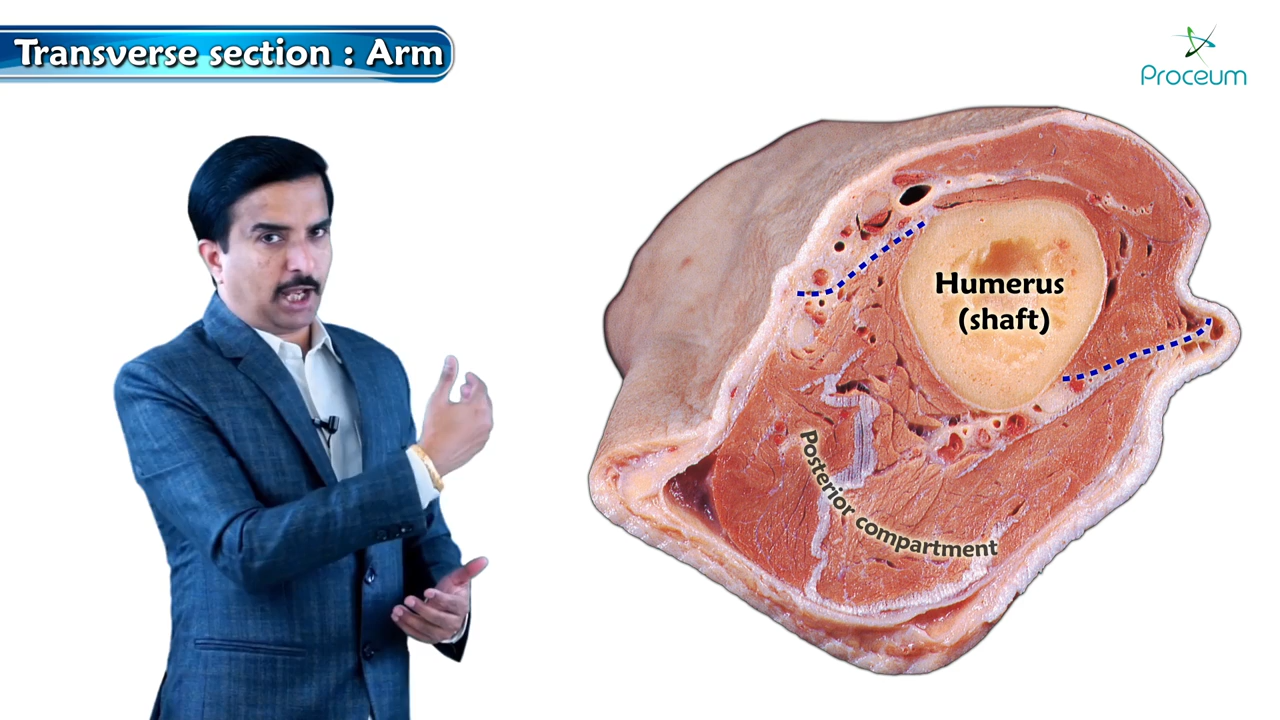 Transverse section : Arm
Proceum
Humerus
(shaft)
Posterior compartment